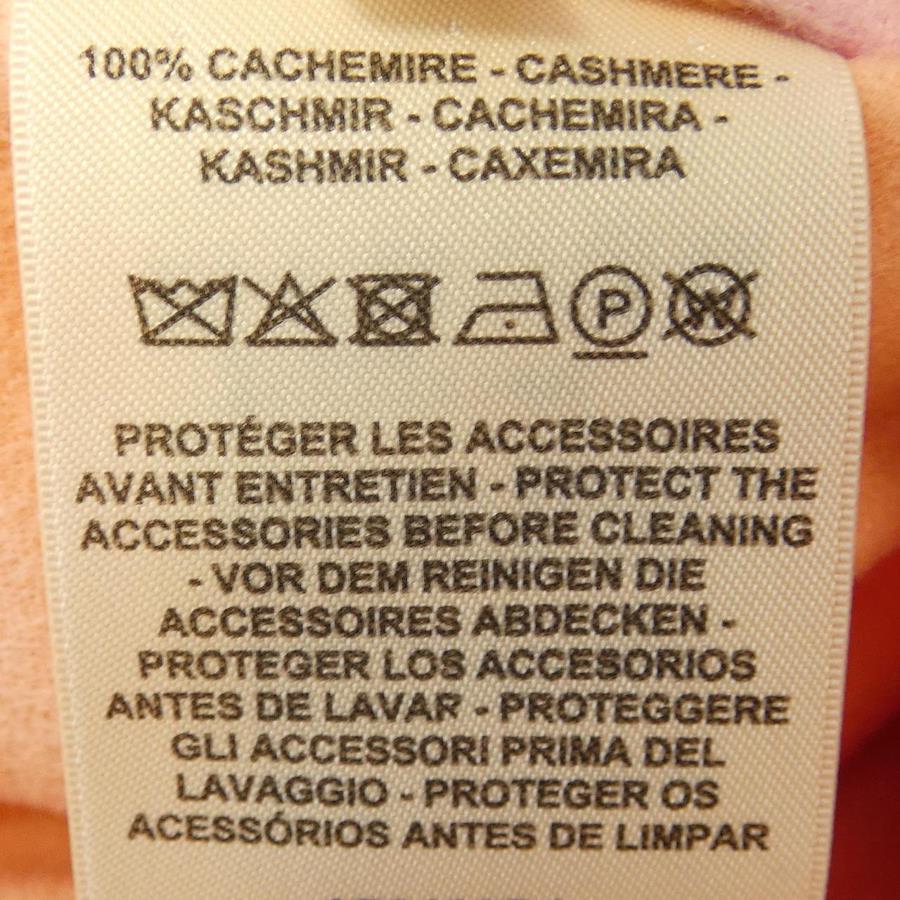 100% CACHEMIRE - CASHMERE -
KASCHMIR - CACHEMIRA -
KASHMIR - CAXEMIRA
P W
PROTÉGER LES ACCESSOIRES
AVANT ENTRETIEN - PROTECT THE
ACCESSORIES BEFORE CLEANING
- VOR DEM REINIGEN DIE
ACCESSOIRES ABDECKEN -
PROTEGER LOS ACCESORIOS
ANTES DE LAVAR - PROTEGGERE
GLI ACCESSORI PRIMA DEL
LAVAGGIO - PROTEGER OS
ACESSÓRIOS ANTES DE LIMPAR